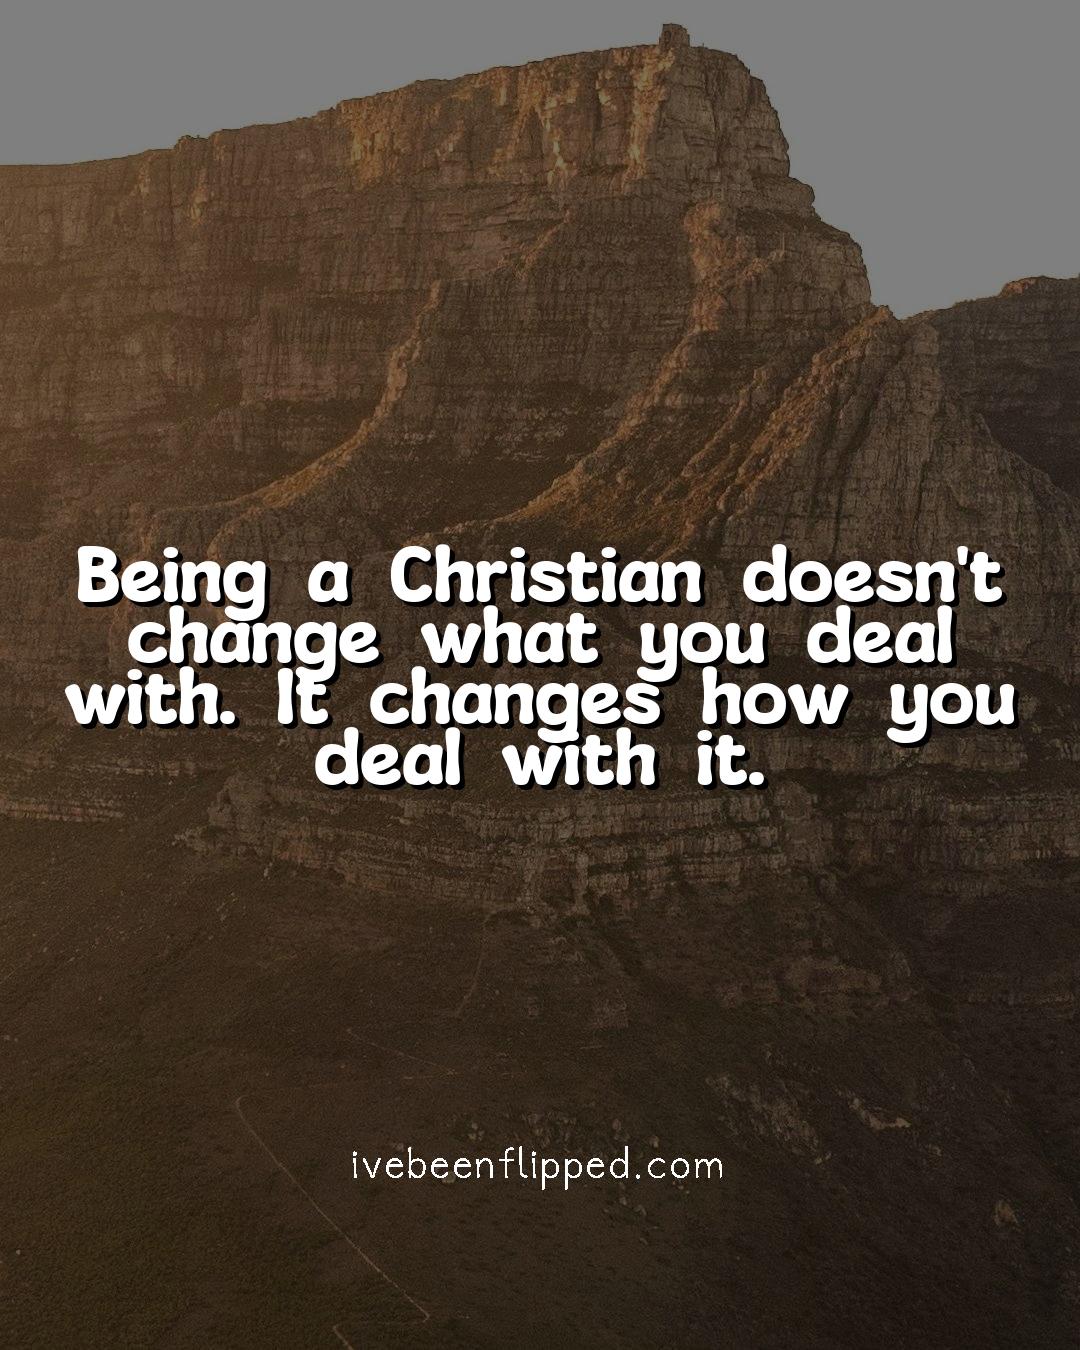 Being a Christian doesn't
change what you deal
with. It changes how you
deal with it.
ivebeenflipped.com